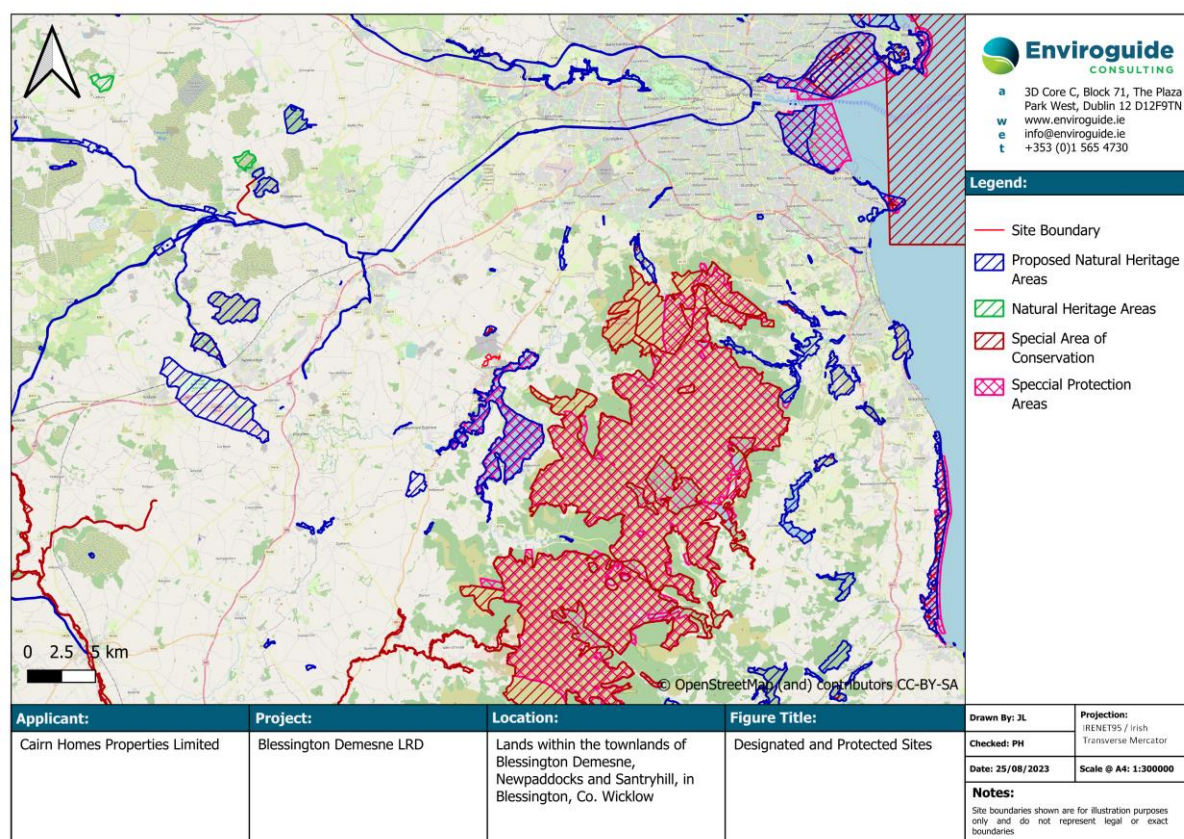 Enviroguide
CONSULTING
a 3D Core C, Block 71, The Plaza
Park West, Dublin 12 D12F9TN
w www.enviroguide.ie
e info@enviroguide.ie
t +353 (0)1 565 4730
Legend:
Site Boundary
Proposed Natural Heritage
Areas
Natural Heritage Areas
Special Area of
Conservation
Speccial Protection
Areas
0 2.5 5 km
© OpenStreetMap (and) contributors CC-BY-SA
Applicant:
Cairn Homes Properties Limited
Project:
Blessington Demesne LRD
Location:
Lands within the townlands of
Blessington Demesne,
Newpaddocks and Santryhill, in
Blessington, Co. Wicklow
Figure Title:
Designated and Protected Sites
Drawn By: JL
Checked: PH
Date: 25/08/2023
Projection:
IRENET95 / Irish
Transverse Mercator
Scale @ A4: 1:300000
Notes:
Site boundaries shown are for illustration purposes
only and do not represent legal or exact
boundaries